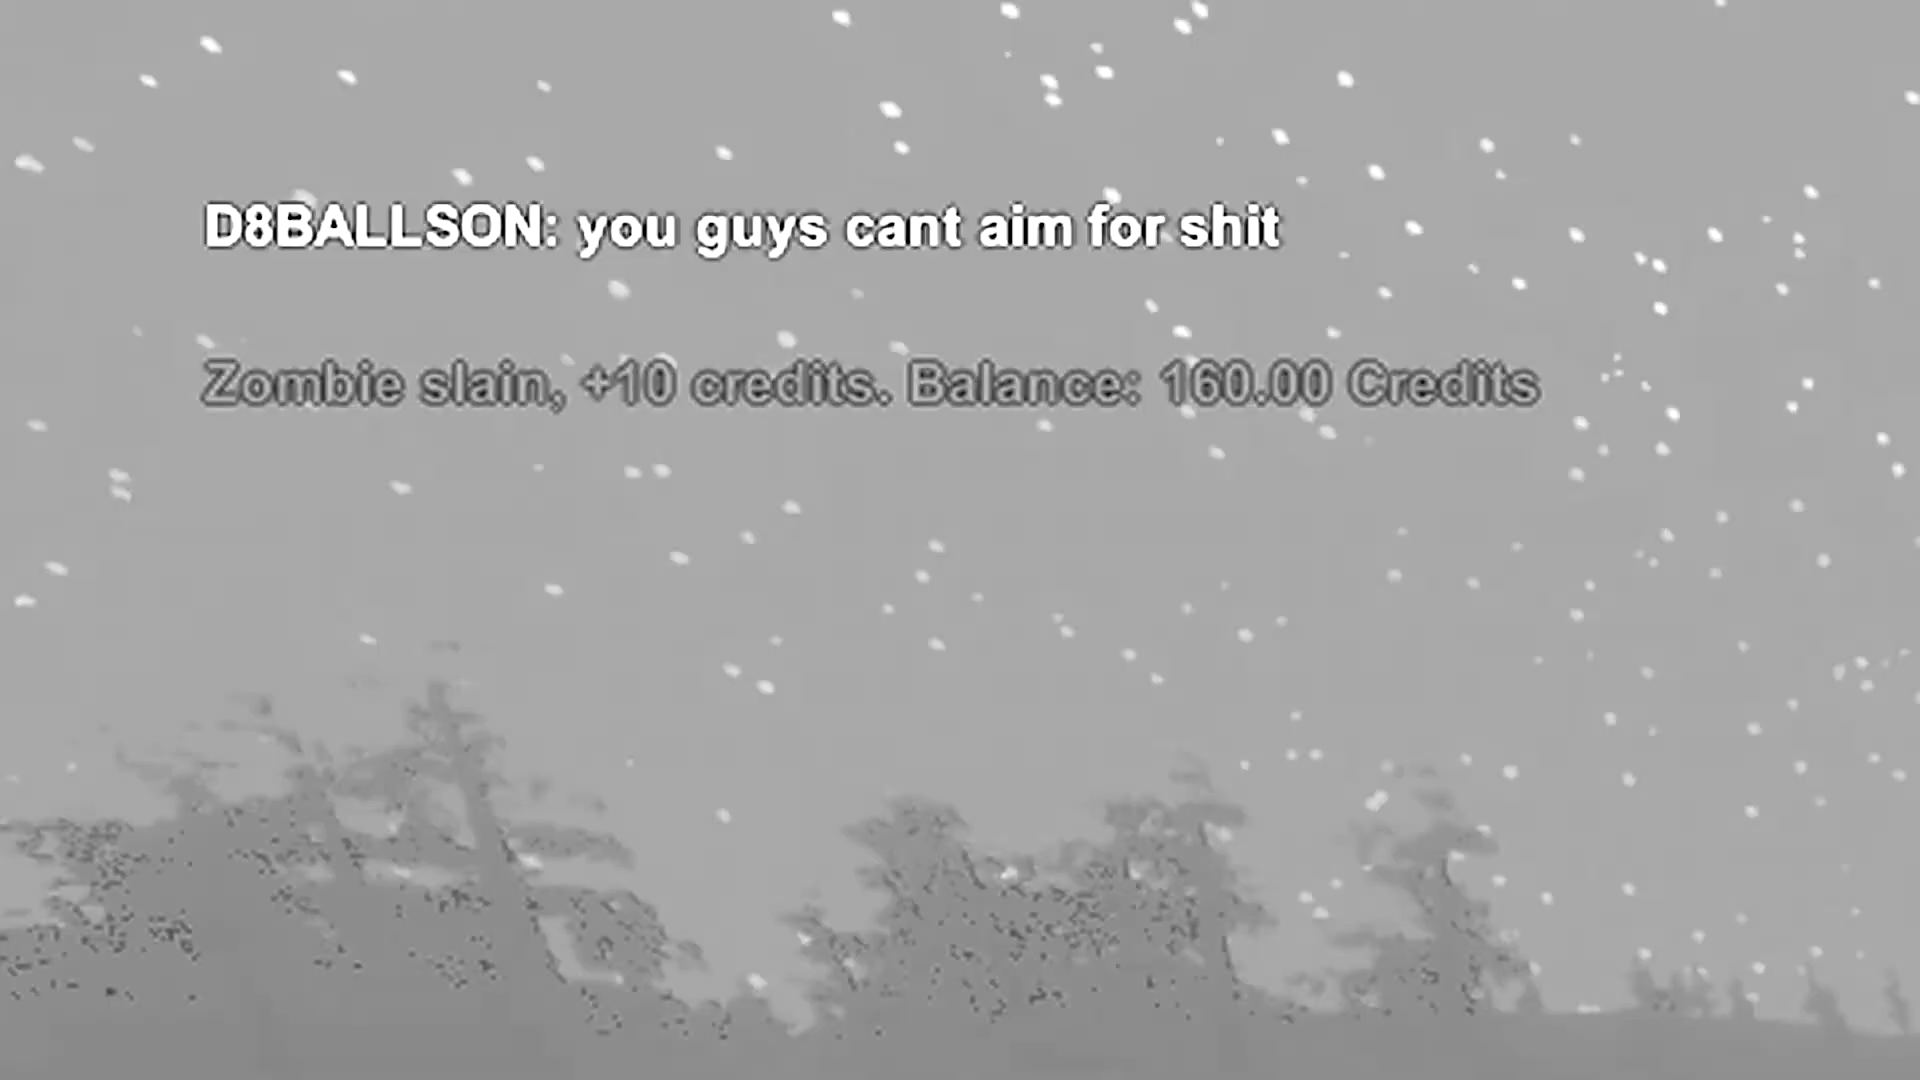 D8BALLSON: you guys cant aim for shit
Zombie slain, +10 credits. Balance: 160.00 Credits